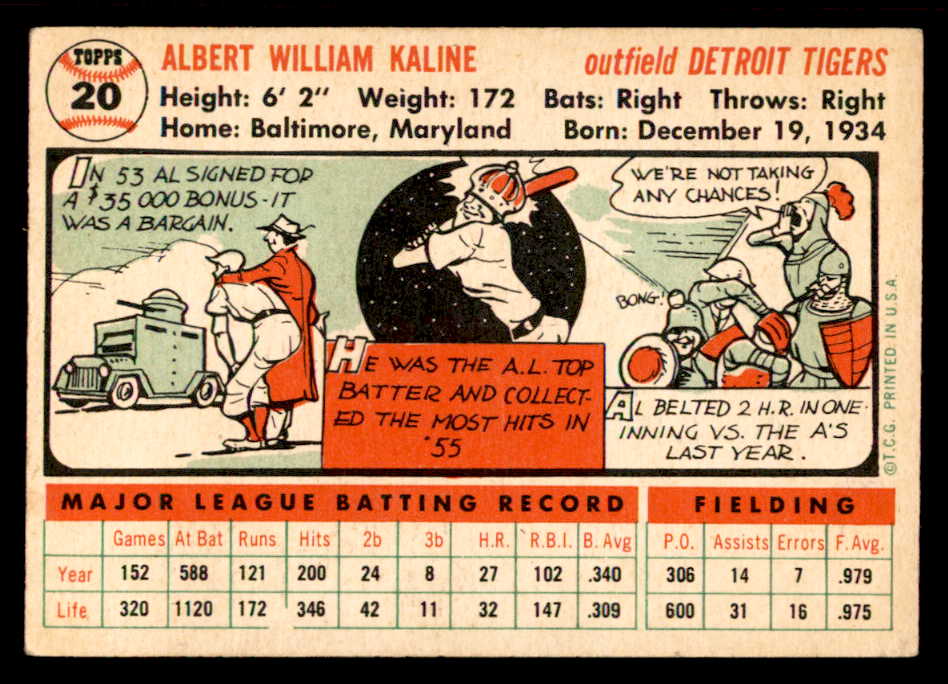 TOPPS
20
ALBERT WILLIAM KALINE
outfield DETROIT TIGERS
Height: 6' 2" Weight: 172 Bats: Right Throws: Right
Home: Baltimore, Maryland Born: December 19, 1934
IN 53 AL SIGNED FOR
A $35 000 BONUS - IT
WAS A BARGAIN.
HE WAS THE A.L. TOP
BATTER AND COLLECT-
ED THE MOST HITS IN
'55
WE'RE NOT TAKING
ANY CHANCES!
BONG!
AL BELTED 2 H.R. IN ONE-
INNING VS. THE A'S
LAST YEAR.
©T.C.G. PRINTED IN U.S.A.
MAJOR LEAGUE BATTING RECORD FIELDING
Games At Bat Runs Hits 2b 3b H.R. R.B.I. B. Avg P.O. Assists Errors F. Avg.
Year 152 588 121 200 24 8 27 102 .340 306 14 7 .979
Life 320 1120 172 346 42 11 32 147 .309 600 31 16 .975